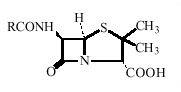 H
RCONH S CH3
CH3
O N COOH